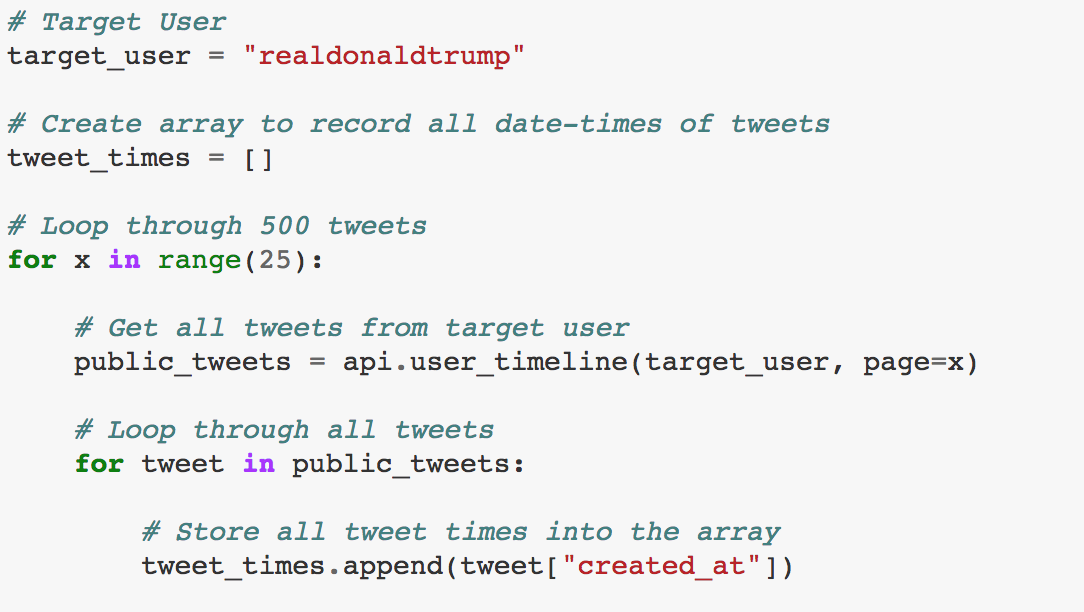 # Target User
target_user = "realdonaldtrump"
# Create array to record all date-times of tweets
tweet_times = []
# Loop through 500 tweets
for x in range(25):
# Get all tweets from target user
public_tweets = api.user_timeline(target_user, page=x)
# Loop through all tweets
for tweet in public_tweets:
# Store all tweet times into the array
tweet_times.append(tweet["created_at"])